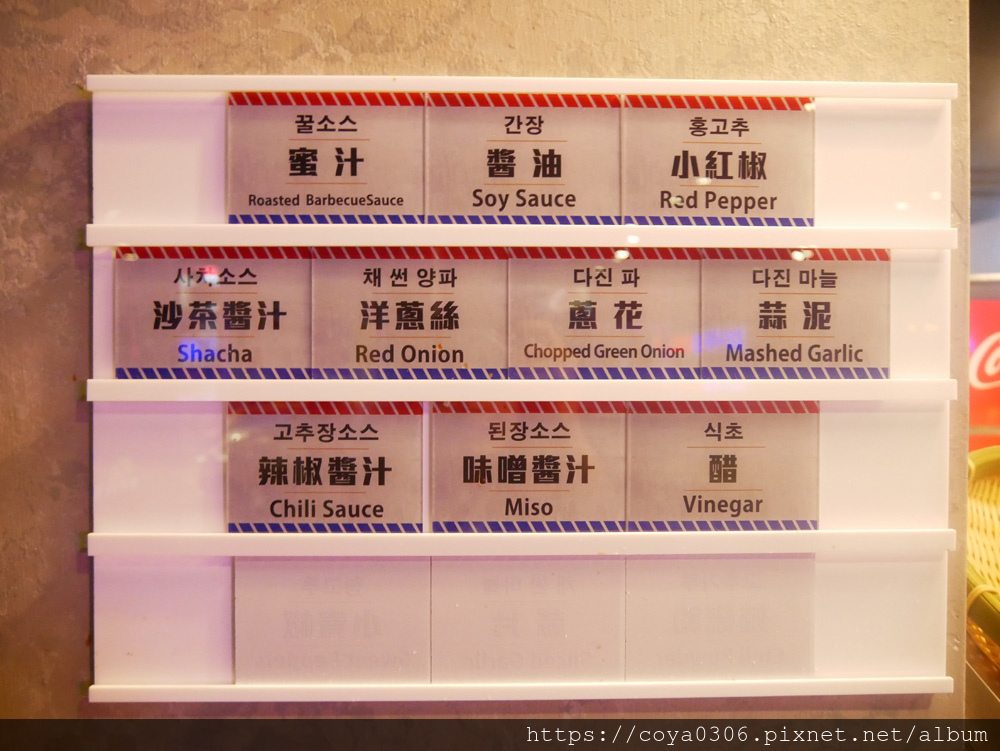 꿀소스
蜜汁
Roasted BarbecueSauce
간장
醬油
Soy Sauce
홍고추
小紅椒
Red Pepper
사차소스
沙茶醬汁
Shacha
채 썬 양파
洋蔥絲
Red Onion
다진 파
蔥花
Chopped Green Onion
다진 마늘
蒜泥
Mashed Garlic
고추장소스
辣椒醬汁
Chili Sauce
된장소스
味噌醬汁
Miso
식초
醋
Vinegar
https://coya0306.pixnet.net/album